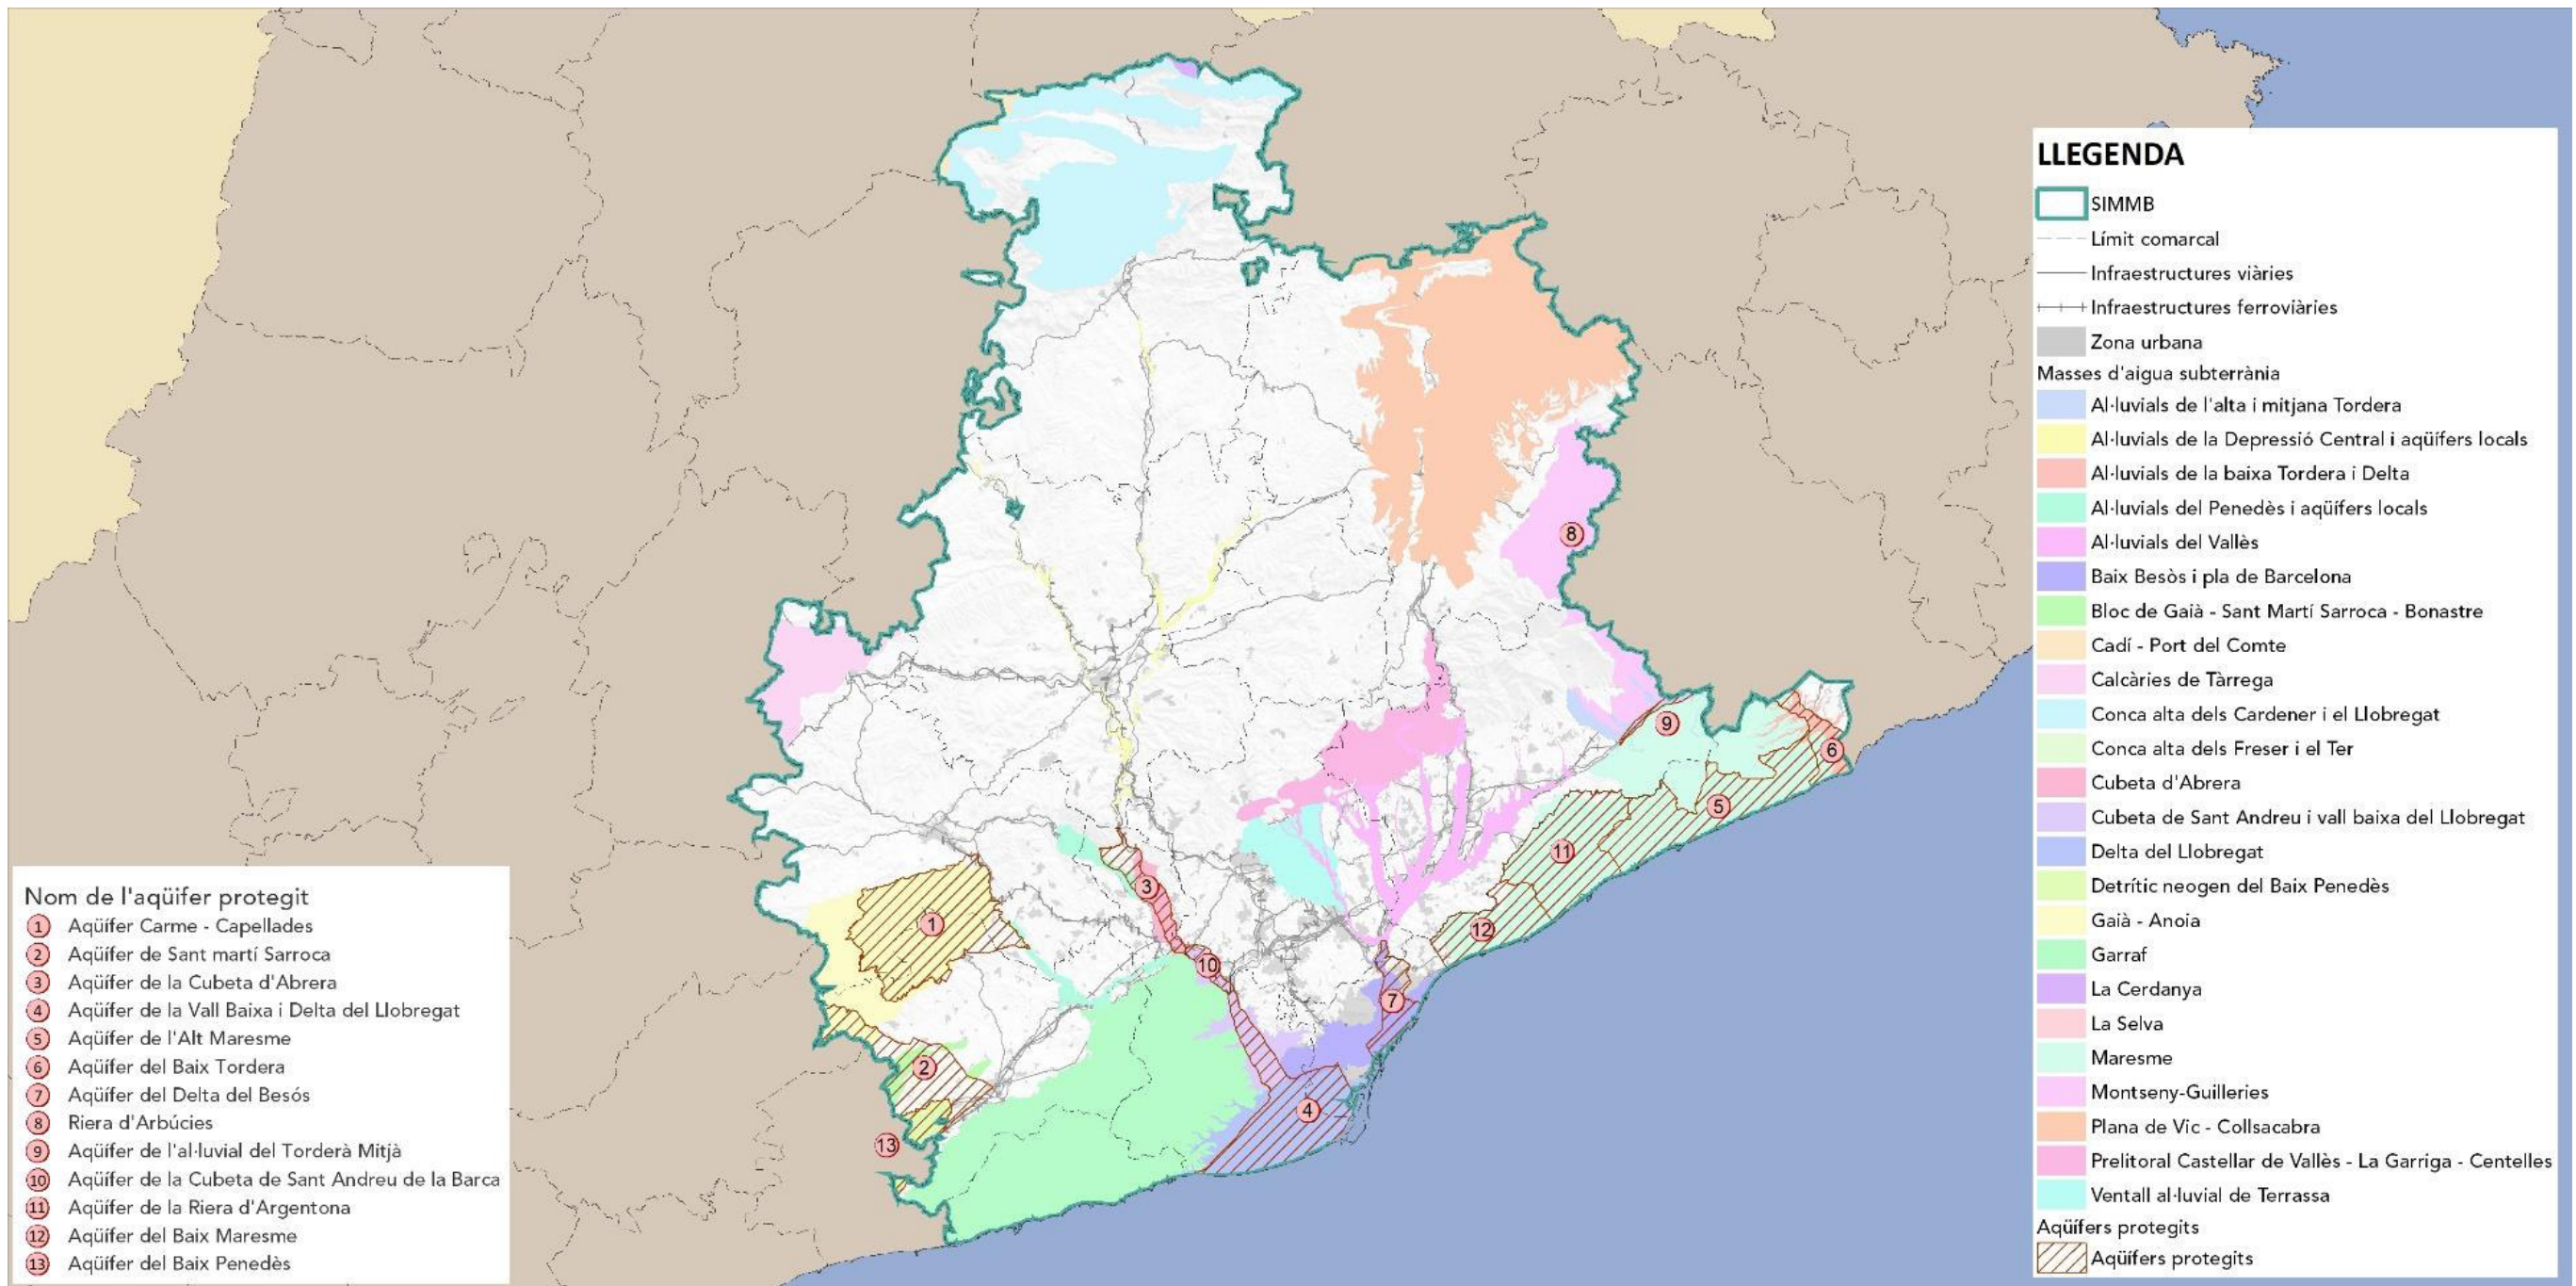 LLEGENDA
SIMMB
Límit comarcal
Infraestructures viàries
Infraestructures ferroviàries
Zona urbana
Masses d'aigua subterrània
Al·luvials de l'alta i mitjana Tordera
Al·luvials de la Depressió Central i aqüífers locals
Al·luvials de la baixa Tordera i Delta
Al·luvials del Penedès i aqüífers locals
Al·luvials del Vallès
Baix Besòs i pla de Barcelona
Bloc de Gaià - Sant Martí Sarroca - Bonastre
Cadí - Port del Comte
Calcàries de Tàrrega
Conca alta dels Cardener i el Llobregat
Conca alta dels Freser i el Ter
Cubeta d'Abrera
Cubeta de Sant Andreu i vall baixa del Llobregat
Delta del Llobregat
Detrític neogen del Baix Penedès
Gaià - Anoia
Garraf
La Cerdanya
La Selva
Maresme
Montseny-Guilleries
Plana de Vic - Collsacabra
Prelitoral Castellar de Vallès - La Garriga - Centelles
Ventall al·luvial de Terrassa
Aqüífers protegits
Aqüífers protegits
Nom de l'aqüífer protegit
1 Aqüífer Carme - Capellades
2 Aqüífer de Sant martí Sarroca
3 Aqüífer de la Cubeta d'Abrera
4 Aqüífer de la Vall Baixa i Delta del Llobregat
5 Aqüífer de l'Alt Maresme
6 Aqüífer del Baix Tordera
7 Aqüífer del Delta del Besós
8 Riera d'Arbúcies
9 Aqüífer de l'al·luvial del Torderà Mitjà
10 Aqüífer de la Cubeta de Sant Andreu de la Barca
11 Aqüífer de la Riera d'Argentona
12 Aqüífer del Baix Maresme
13 Aqüífer del Baix Penedès
8
9
6
5
11
3
1
12
10
7
2
4
13